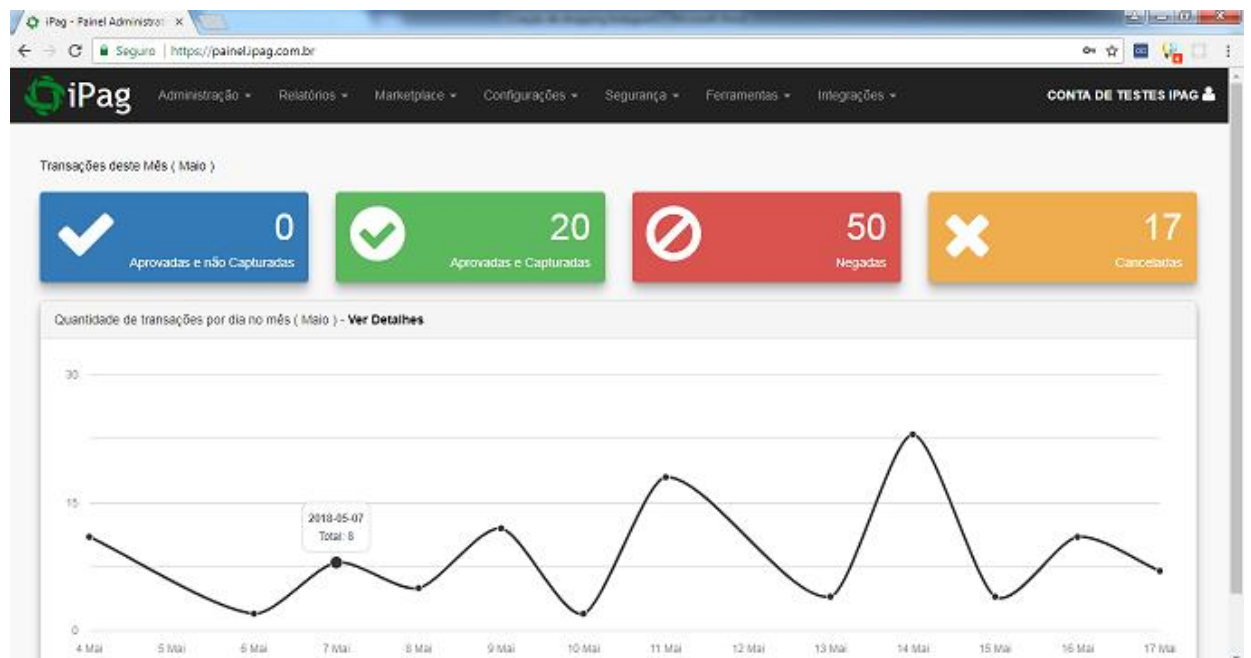 iPag - Painel Administrati
Seguro | https://painel.ipag.com.br
iPag Administração Relatórios Marketplace Configurações Segurança Ferramentas Integrações CONTA DE TESTES IPAG
Transações deste Mês ( Maio )
0
Aprovadas e não Capturadas
20
Aprovadas e Capturadas
50
Negadas
17
Canceladas
Quantidade de transações por dia no mês ( Maio ) - Ver Detalhes
30
15
2018-05-07
Total: 8
0
4 Mai 5 Mai 6 Mai 7 Mai 8 Mai 9 Mai 10 Mai 11 Mai 12 Mai 13 Mai 14 Mai 15 Mai 16 Mai 17 Mai